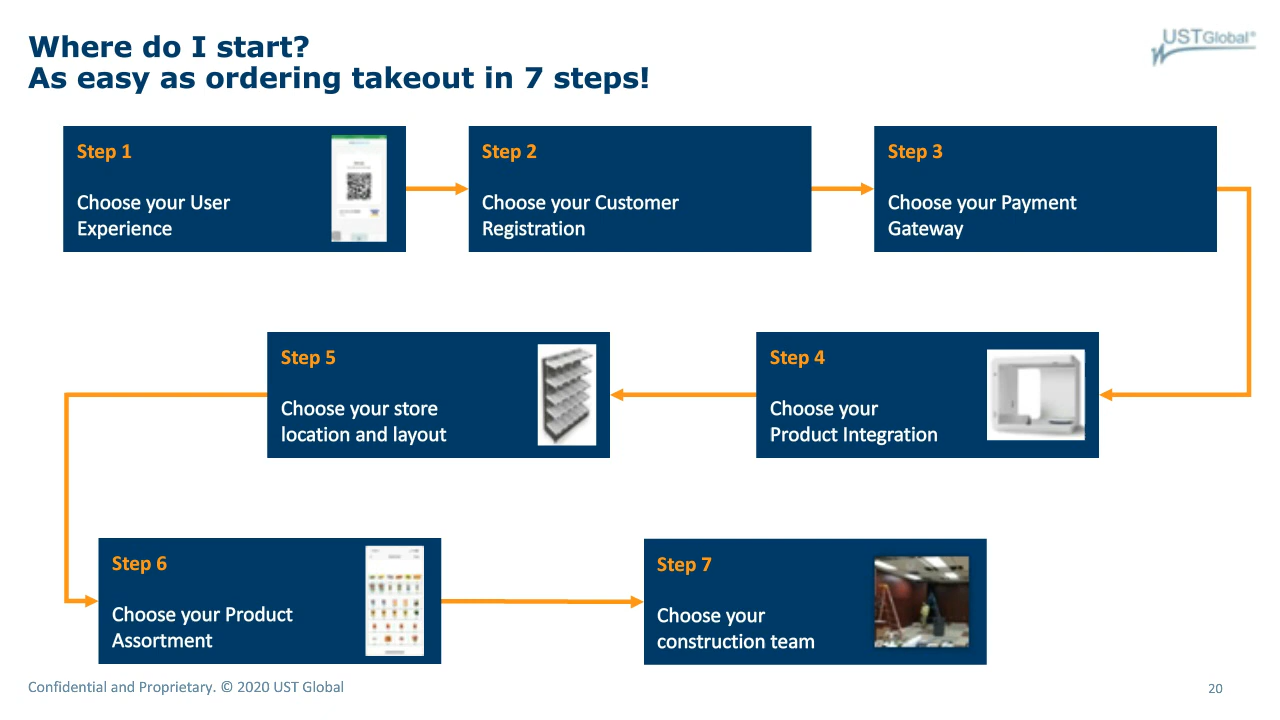 Where do I start?
As easy as ordering takeout in 7 steps!
UST Global®
Step 1
Choose your User
Experience
Step 2
Choose your Customer
Registration
Step 3
Choose your Payment
Gateway
Step 4
Choose your
Product Integration
Step 5
Choose your store
location and layout
Step 6
Choose your Product
Assortment
Step 7
Choose your
construction team
Confidential and Proprietary. © 2020 UST Global
20